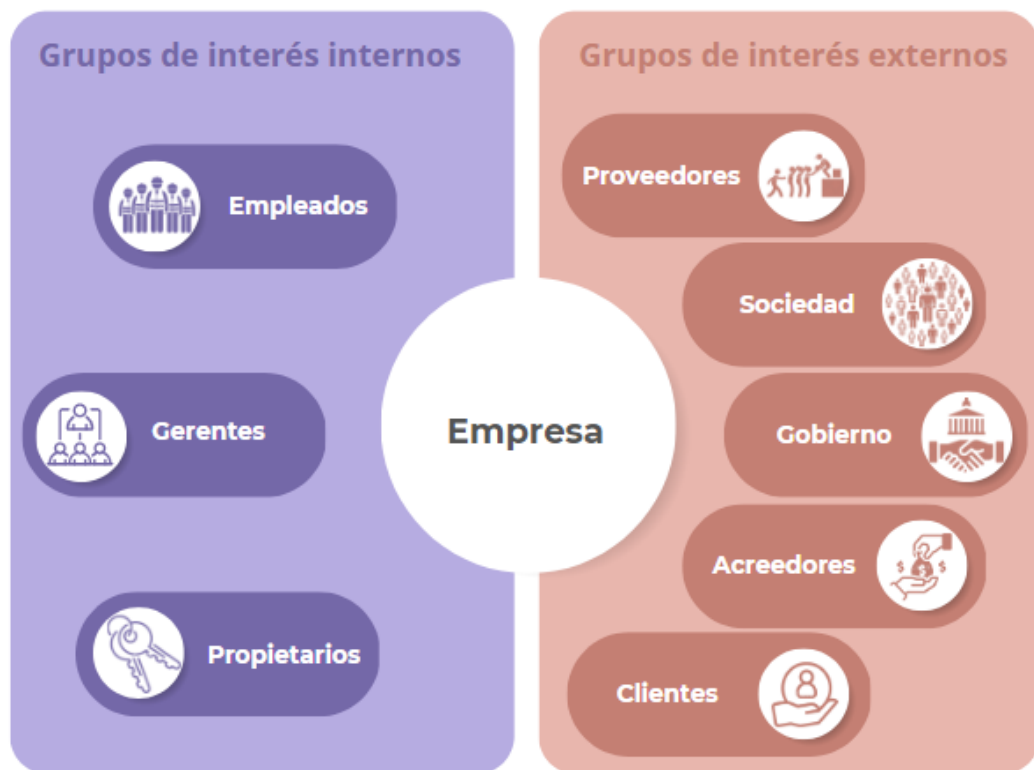 Grupos de interés internos
Empleados
Gerentes
Propietarios
Empresa
Grupos de interés externos
Proveedores
Sociedad
Gobierno
Acreedores
Clientes